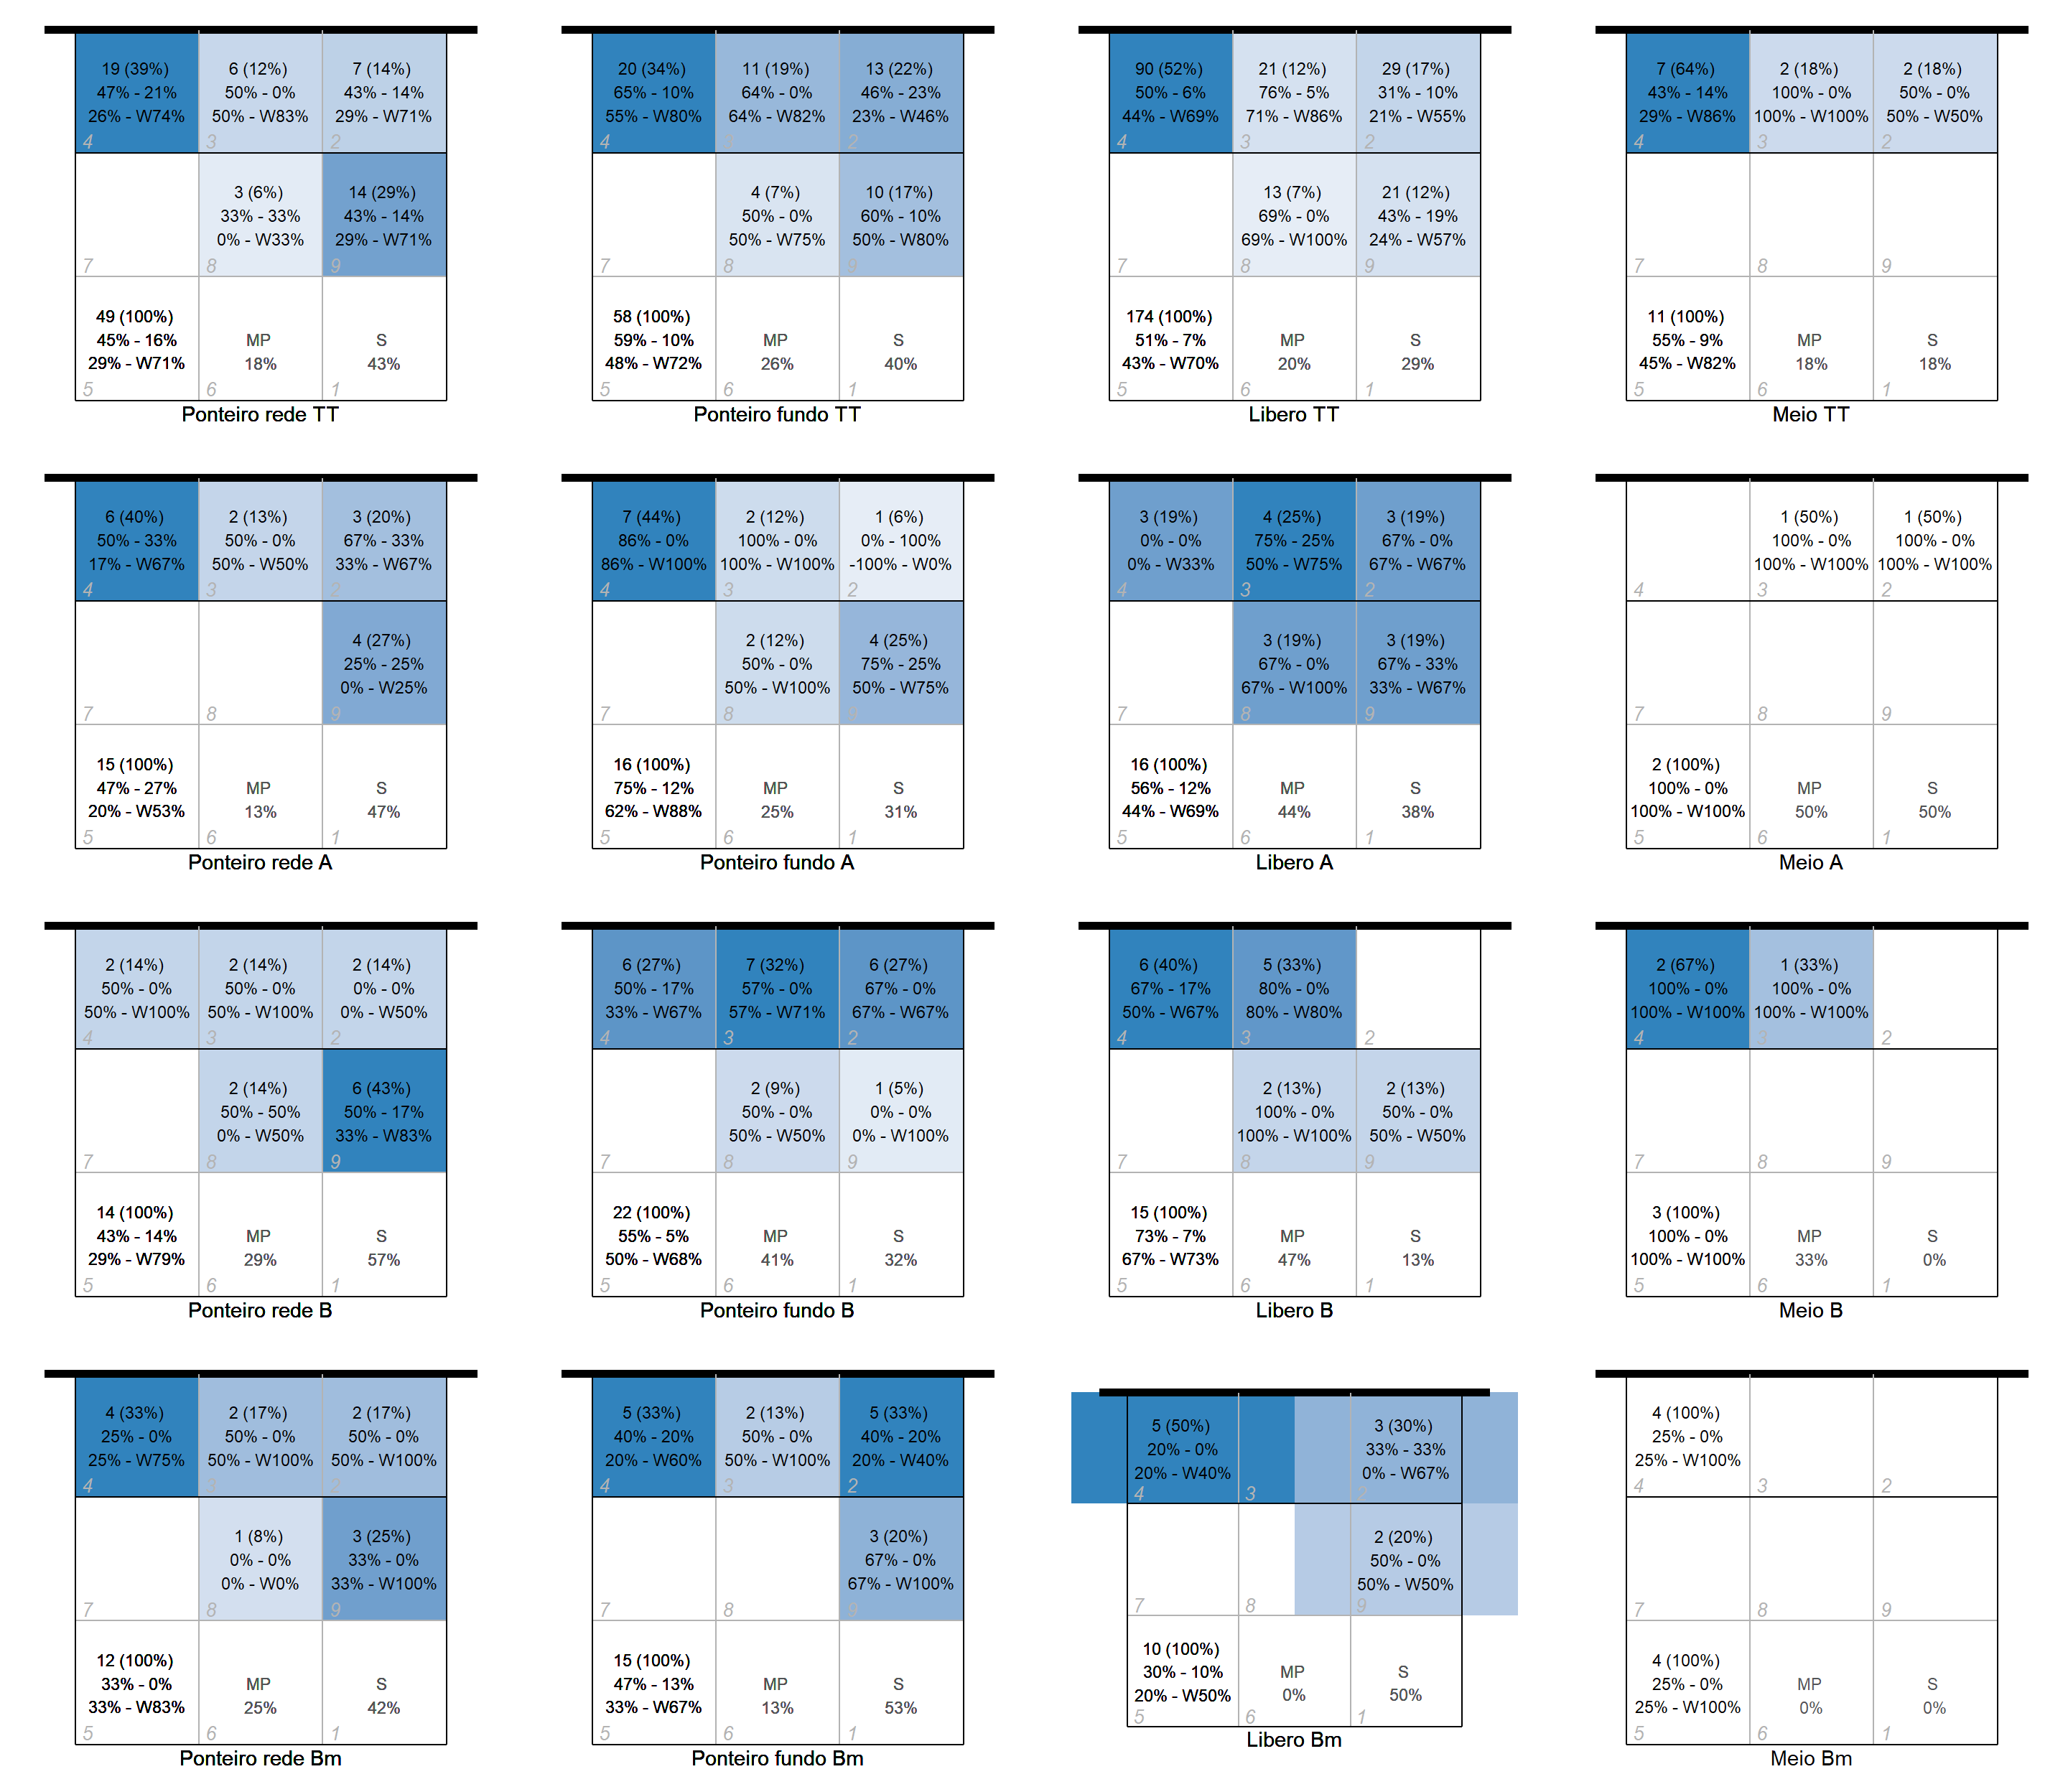 19 (39%)
47% - 21%
26% - W74%
4
6 (12%)
50% - 0%
50% - W83%
3
7 (14%)
43% - 14%
29% - W71%
2
7
3 (6%)
33% - 33%
0% - W33%
8
14 (29%)
43% - 14%
29% - W71%
9
49 (100%)
45% - 16%
29% - W71%
5
MP
18%
6
S
43%
1
Ponteiro rede TT
20 (34%)
65% - 10%
55% - W80%
4
11 (19%)
64% - 0%
64% - W82%
3
13 (22%)
46% - 23%
23% - W46%
2
7
4 (7%)
50% - 0%
50% - W75%
8
10 (17%)
60% - 10%
50% - W80%
9
58 (100%)
59% - 10%
48% - W72%
5
MP
26%
6
S
40%
1
Ponteiro fundo TT
90 (52%)
50% - 6%
44% - W69%
4
21 (12%)
76% - 5%
71% - W86%
3
29 (17%)
31% - 10%
21% - W55%
2
7
13 (7%)
69% - 0%
69% - W100%
8
21 (12%)
43% - 19%
24% - W57%
9
174 (100%)
51% - 7%
43% - W70%
5
MP
20%
6
S
29%
1
Libero TT
7 (64%)
43% - 14%
29% - W86%
4
2 (18%)
100% - 0%
100% - W100%
3
2 (18%)
50% - 0%
50% - W50%
2
7
8
9
11 (100%)
55% - 9%
45% - W82%
5
MP
18%
6
S
18%
1
Meio TT
6 (40%)
50% - 33%
17% - W67%
4
2 (13%)
50% - 0%
50% - W50%
3
3 (20%)
67% - 33%
33% - W67%
2
7
8
4 (27%)
25% - 25%
0% - W25%
9
15 (100%)
47% - 27%
20% - W53%
5
MP
13%
6
S
47%
1
Ponteiro rede A
7 (44%)
86% - 0%
86% - W100%
4
2 (12%)
100% - 0%
100% - W100%
3
1 (6%)
0% - 100%
-100% - W0%
2
7
2 (12%)
50% - 0%
50% - W100%
8
4 (25%)
75% - 25%
50% - W75%
9
16 (100%)
75% - 12%
62% - W88%
5
MP
25%
6
S
31%
1
Ponteiro fundo A
3 (19%)
0% - 0%
0% - W33%
4
4 (25%)
75% - 25%
50% - W75%
3
3 (19%)
67% - 0%
67% - W67%
2
7
3 (19%)
67% - 0%
67% - W100%
8
3 (19%)
67% - 33%
33% - W67%
9
16 (100%)
56% - 12%
44% - W69%
5
MP
44%
6
S
38%
1
Libero A
4
1 (50%)
100% - 0%
100% - W100%
3
1 (50%)
100% - 0%
100% - W100%
2
7
8
9
2 (100%)
100% - 0%
100% - W100%
5
MP
50%
6
S
50%
1
Meio A
2 (14%)
50% - 0%
50% - W100%
4
2 (14%)
50% - 0%
50% - W100%
3
2 (14%)
0% - 0%
0% - W50%
2
7
2 (14%)
50% - 50%
0% - W50%
8
6 (43%)
50% - 17%
33% - W83%
9
14 (100%)
43% - 14%
29% - W79%
5
MP
29%
6
S
57%
1
Ponteiro rede B
6 (27%)
50% - 17%
33% - W67%
4
7 (32%)
57% - 0%
57% - W71%
3
6 (27%)
67% - 0%
67% - W67%
2
7
2 (9%)
50% - 0%
50% - W50%
8
1 (5%)
0% - 0%
0% - W100%
9
22 (100%)
55% - 5%
50% - W68%
5
MP
41%
6
S
32%
1
Ponteiro fundo B
6 (40%)
67% - 17%
50% - W67%
4
5 (33%)
80% - 0%
80% - W80%
3
2
7
2 (13%)
100% - 0%
100% - W100%
8
2 (13%)
50% - 0%
50% - W50%
9
15 (100%)
73% - 7%
67% - W73%
5
MP
47%
6
S
13%
1
Libero B
2 (67%)
100% - 0%
100% - W100%
4
1 (33%)
100% - 0%
100% - W100%
3
2
7
8
9
3 (100%)
100% - 0%
100% - W100%
5
MP
33%
6
S
0%
1
Meio B
4 (33%)
25% - 0%
25% - W75%
4
2 (17%)
50% - 0%
50% - W100%
3
2 (17%)
50% - 0%
50% - W100%
2
7
1 (8%)
0% - 0%
0% - W0%
8
3 (25%)
33% - 0%
33% - W100%
9
12 (100%)
33% - 0%
33% - W83%
5
MP
25%
6
S
42%
1
Ponteiro rede Bm
5 (33%)
40% - 20%
20% - W60%
4
2 (13%)
50% - 0%
50% - W100%
3
5 (33%)
40% - 20%
20% - W40%
2
7
8
3 (20%)
67% - 0%
67% - W100%
9
15 (100%)
47% - 13%
33% - W67%
5
MP
13%
6
S
53%
1
Ponteiro fundo Bm
5 (50%)
20% - 0%
20% - W40%
4
3
3 (30%)
33% - 33%
0% - W67%
2
7
8
2 (20%)
50% - 0%
50% - W50%
9
10 (100%)
30% - 10%
20% - W50%
5
MP
0%
6
S
50%
1
Libero Bm
4 (100%)
25% - 0%
25% - W100%
4
3
2
7
8
9
4 (100%)
25% - 0%
25% - W100%
5
MP
0%
6
S
0%
1
Meio Bm